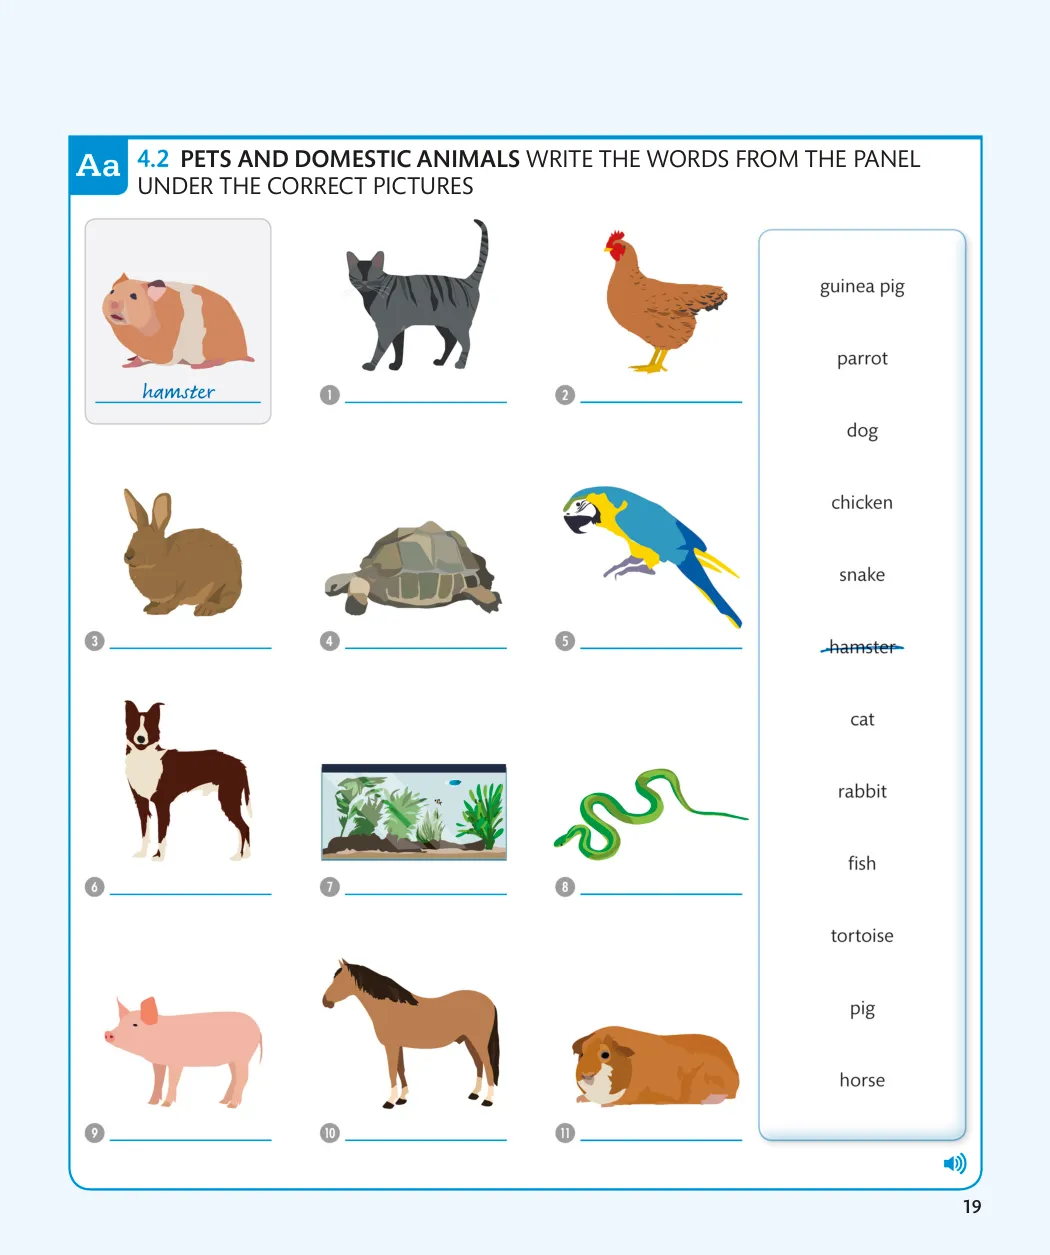 Aa
4.2 PETS AND DOMESTIC ANIMALS WRITE THE WORDS FROM THE PANEL
UNDER THE CORRECT PICTURES
hamster
1
2
3
4
5
6
7
8
9
10
11
guinea pig
parrot
dog
chicken
snake
hamster
cat
rabbit
fish
tortoise
pig
horse
19